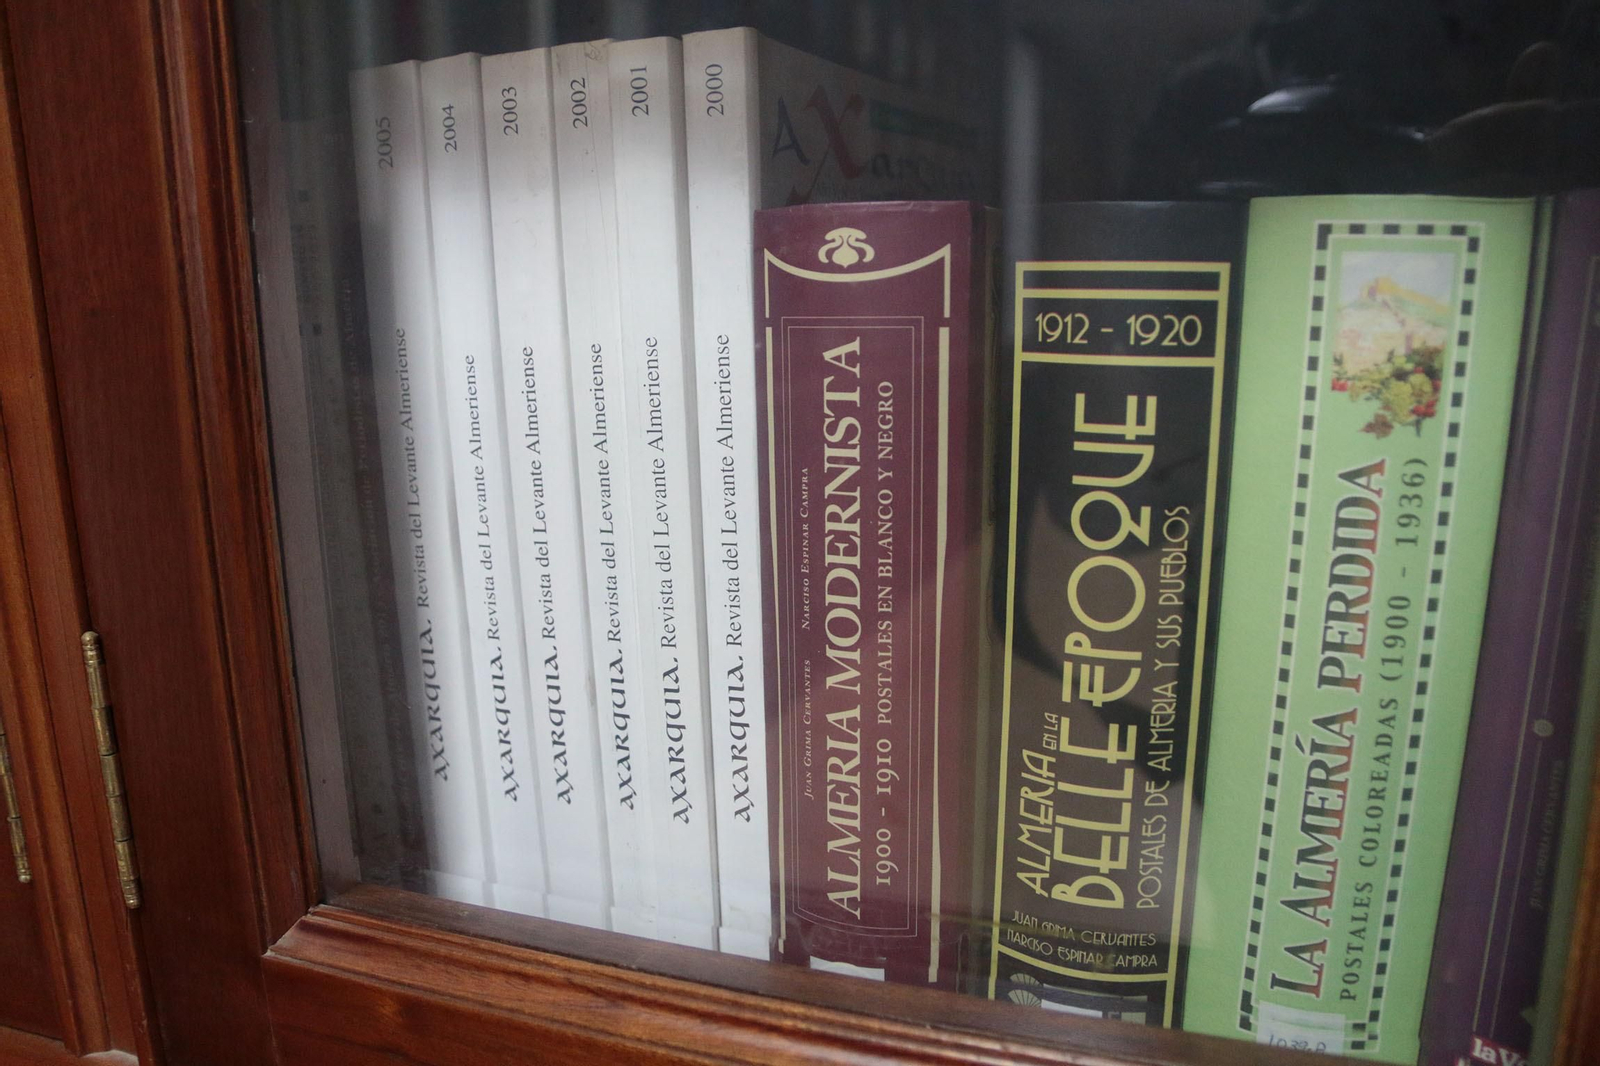 AXARQUIA. Revista del Levante Almeriense 2005
AXARQUIA. Revista del Levante Almeriense 2004
AXARQUIA. Revista del Levante Almeriense 2003
AXARQUIA. Revista del Levante Almeriense 2002
AXARQUIA. Revista del Levante Almeriense 2001
AXARQUIA. Revista del Levante Almeriense 2000
JUAN GRIMA CERVANTES NARCISO ESPINAR CAMPRA
ALMERIA MODERNISTA
1900 - 1910 POSTALES EN BLANCO Y NEGRO
1912 - 1920
ALMERÍA EN LA
BELLE EPOQUE
POSTALES DE ALMERIA Y SUS PUEBLOS
JUAN GRIMA CERVANTES
NARCISO ESPINAR CAMPRA
LA ALMERÍA PERDIDA
POSTALES COLOREADAS (1900 - 1936)